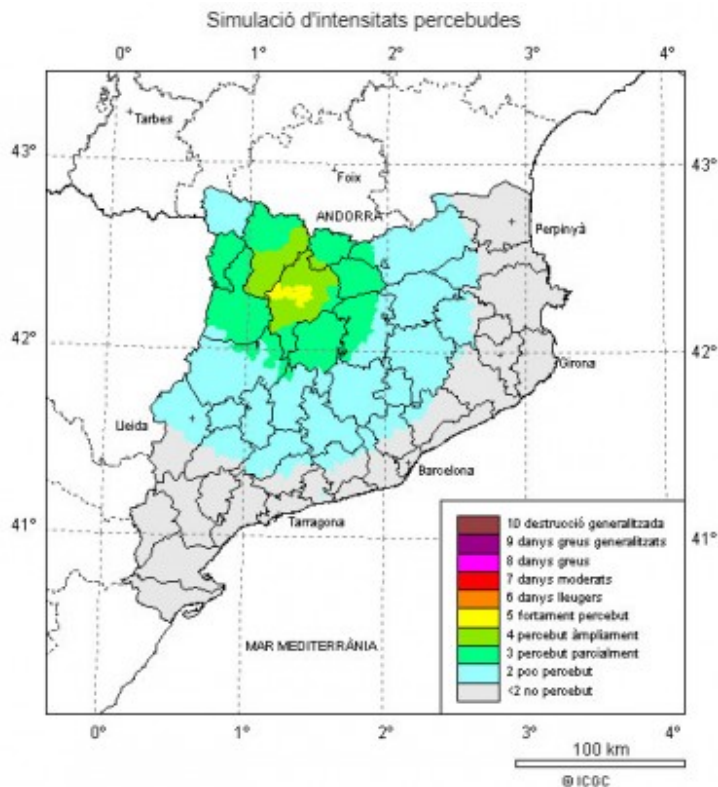 Simulació d'intensitats percebudes
0° 1° 2° 3° 4°
Tarbes
43° 43°
Foix
ANDORRA
Perpinyà
42° 42°
Girona
Lleida
Barcelona
41° 41°
Tarragona
10 destrucció generalitzada
9 danys greus generalitzats
8 danys greus
7 danys moderats
6 danys lleugers
5 fortament percebut
4 percebut àmpliament
3 percebut parcialment
2 poc percebut
<2 no percebut
MAR MEDITERRÀNIA
0° 1° 2° 3° 4°
100 km
© ICGC